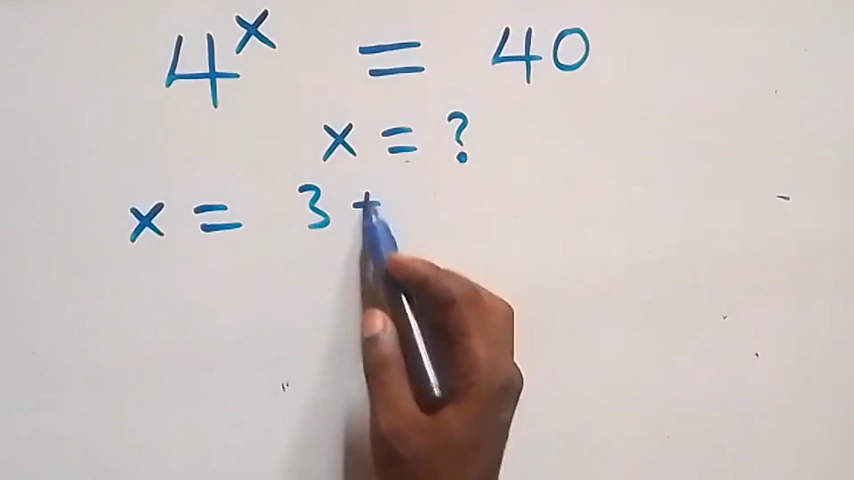 4^x = 40
x = ?
x = 3 +